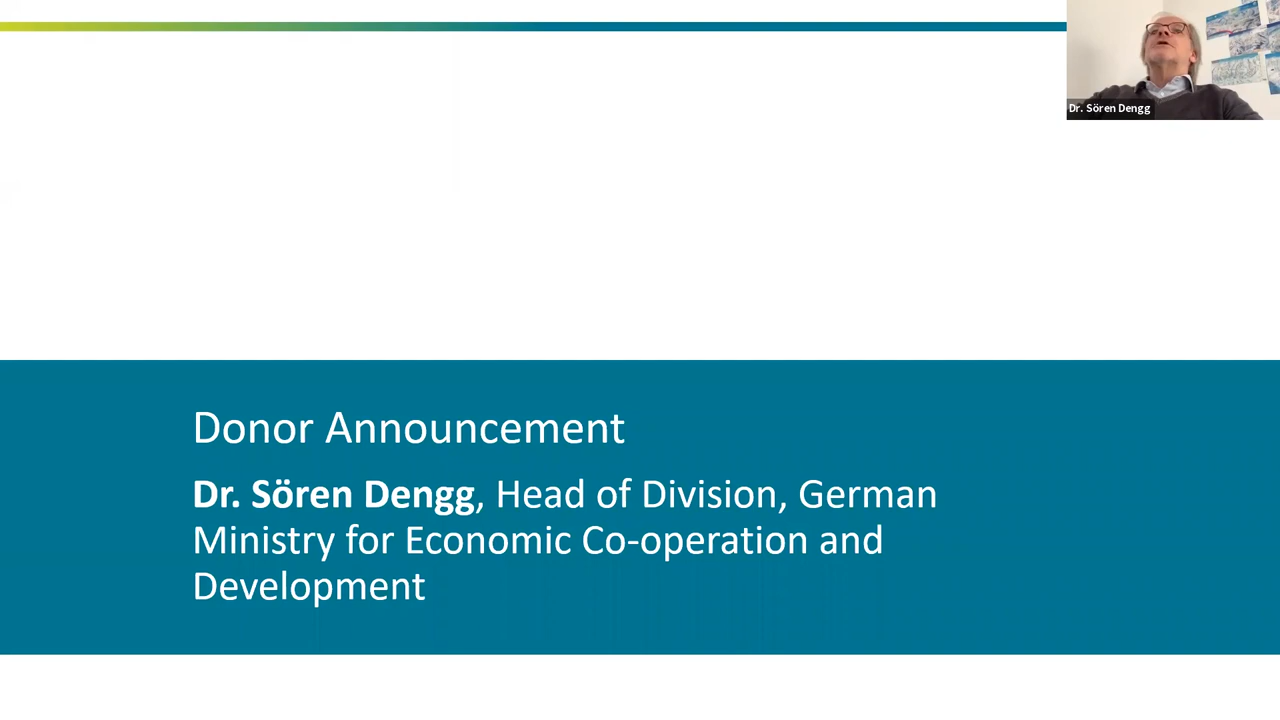 Dr. Sören Dengg
Donor Announcement
Dr. Sören Dengg, Head of Division, German
Ministry for Economic Co-operation and
Development